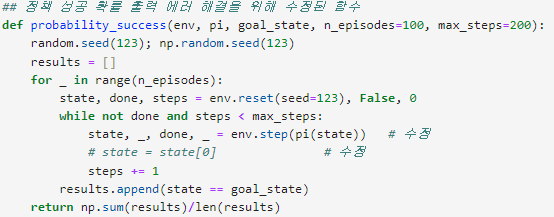 ## 정책 성공 확률 출력 에러 해결을 위해 수정된 함수
def probability_success(env, pi, goal_state, n_episodes=100, max_steps=200):
random.seed(123); np.random.seed(123)
results = []
for _ in range(n_episodes):
state, done, steps = env.reset(seed=123), False, 0
while not done and steps < max_steps:
state, _, done, _ = env.step(pi(state)) # 수정
# state = state[0] # 수정
steps += 1
results.append(state == goal_state)
return np.sum(results)/len(results)